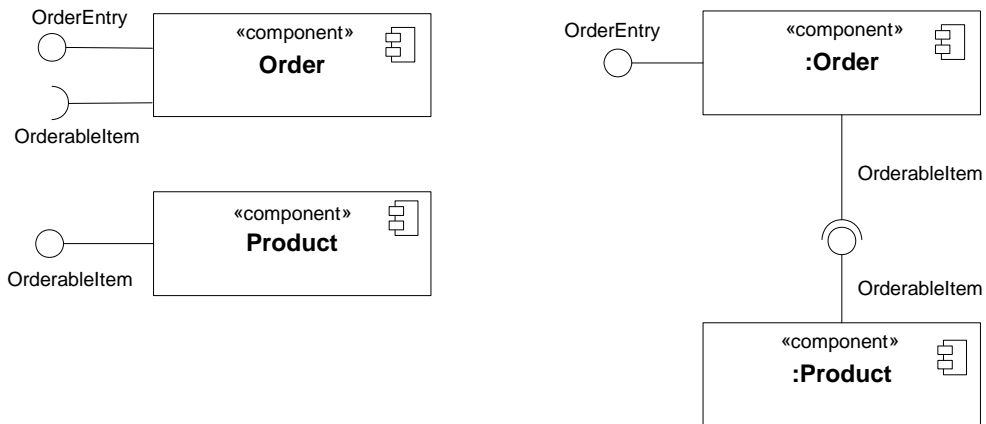 OrderEntry
«component»
Order
OrderableItem
«component»
Product
OrderableItem
OrderEntry
«component»
:Order
OrderableItem
OrderableItem
«component»
:Product